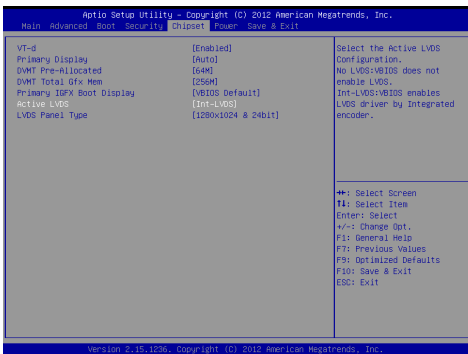 Aptio Setup Utility – Copyright (C) 2012 American Megatrends, Inc.
Main Advanced Boot Security Chipset Power Save & Exit
VT-d [Enabled]
Primary Display [Auto]
DVMT Pre-Allocated [64M]
DVMT Total Gfx Mem [256M]
Primary IGFX Boot Display [VBIOS Default]
Active LVDS [Int-LVDS]
LVDS Panel Type [1280x1024 & 24bit]
Select the Active LVDS
Configuration.
No LVDS:VBIOS does not
enable LVDS.
Int-LVDS:VBIOS enables
LVDS driver by Integrated
encoder.
→←: Select Screen
↑↓: Select Item
Enter: Select
+/-: Change Opt.
F1: General Help
F7: Previous Values
F9: Optimized Defaults
F10: Save & Exit
ESC: Exit
Version 2.15.1236. Copyright (C) 2012 American Megatrends, Inc.